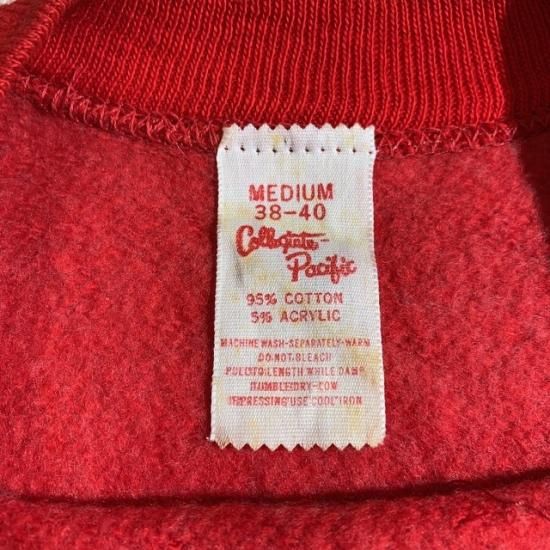 MEDIUM
38-40
Collegiate-
Pacific
95% COTTON
5% ACRYLIC
MACHINE WASH-SEPARATELY-WARM
DO NOT BLEACH
PULL TO LENGTH WHILE DAMP
TUMBLE DRY-LOW
IF PRESSING USE COOL IRON